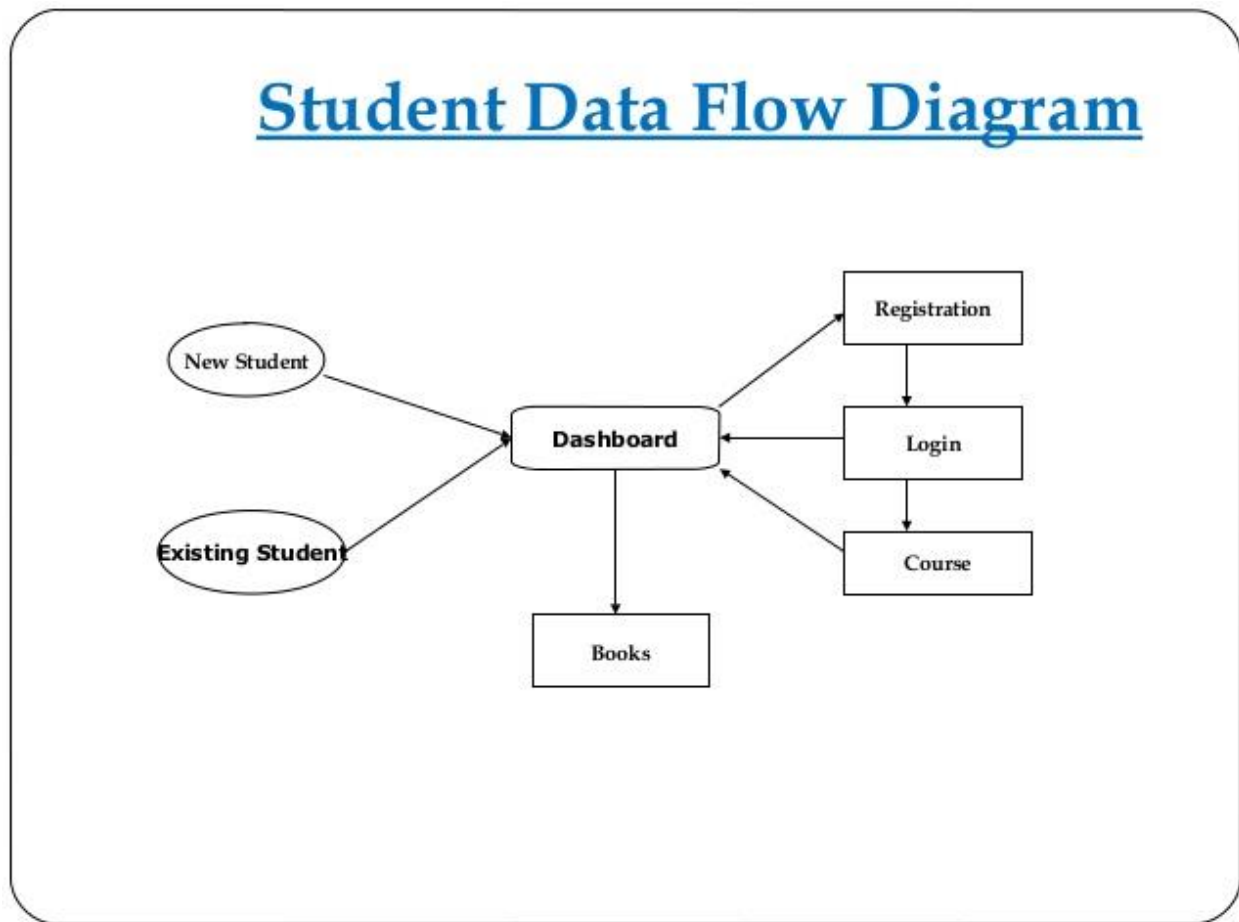 Student Data Flow Diagram
Registration
New Student
Dashboard
Login
Existing Student
Course
Books